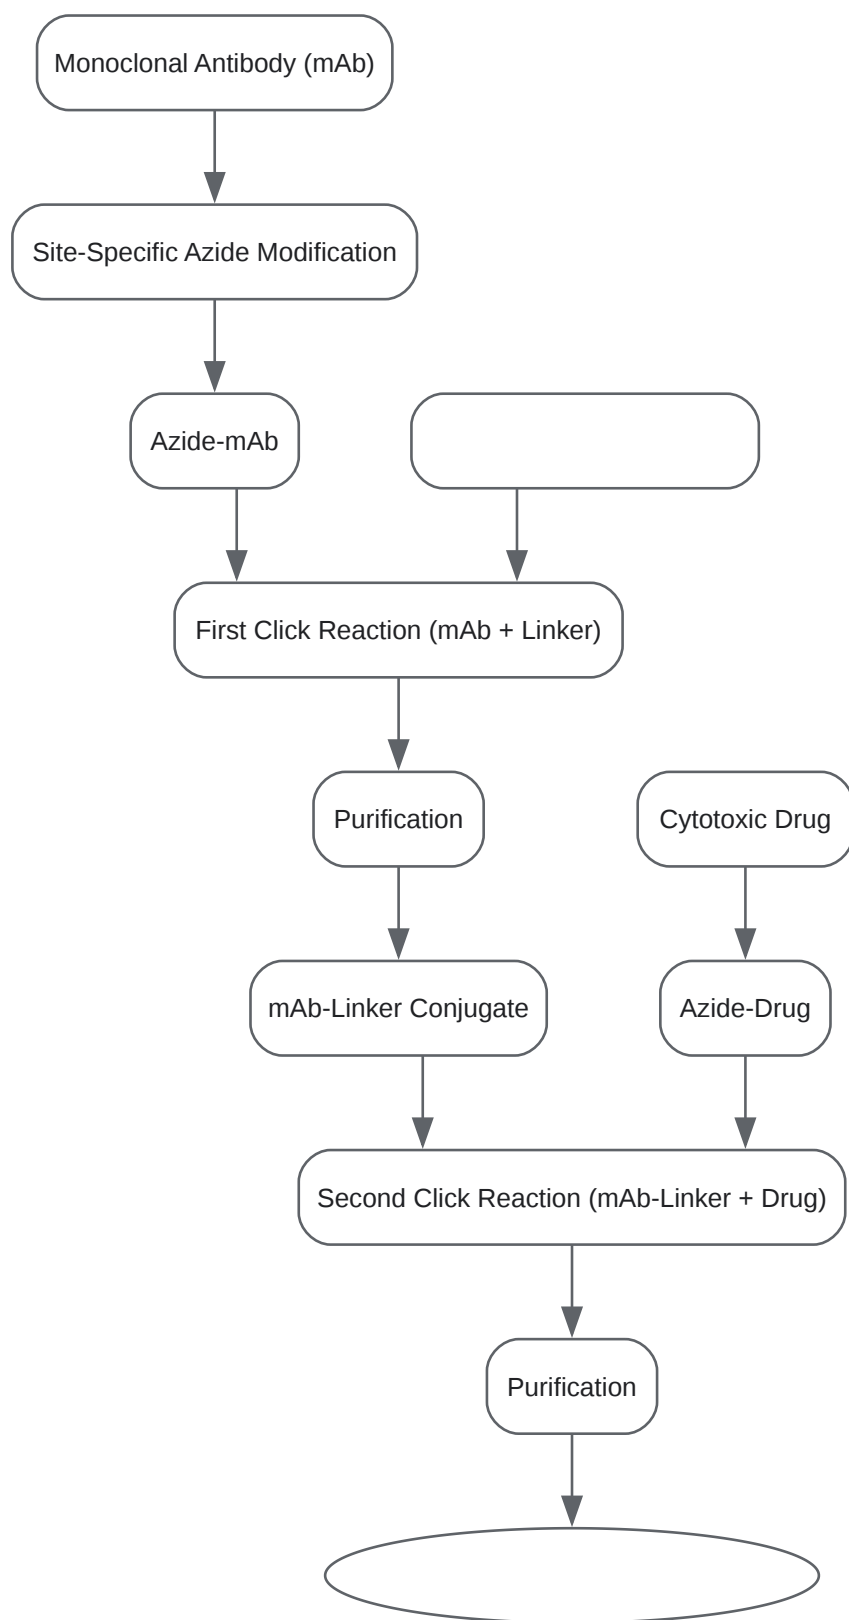 Monoclonal Antibody (mAb)
Site-Specific Azide Modification
Azide-mAb
First Click Reaction (mAb + Linker)
Purification
Cytotoxic Drug
mAb-Linker Conjugate
Azide-Drug
Second Click Reaction (mAb-Linker + Drug)
Purification